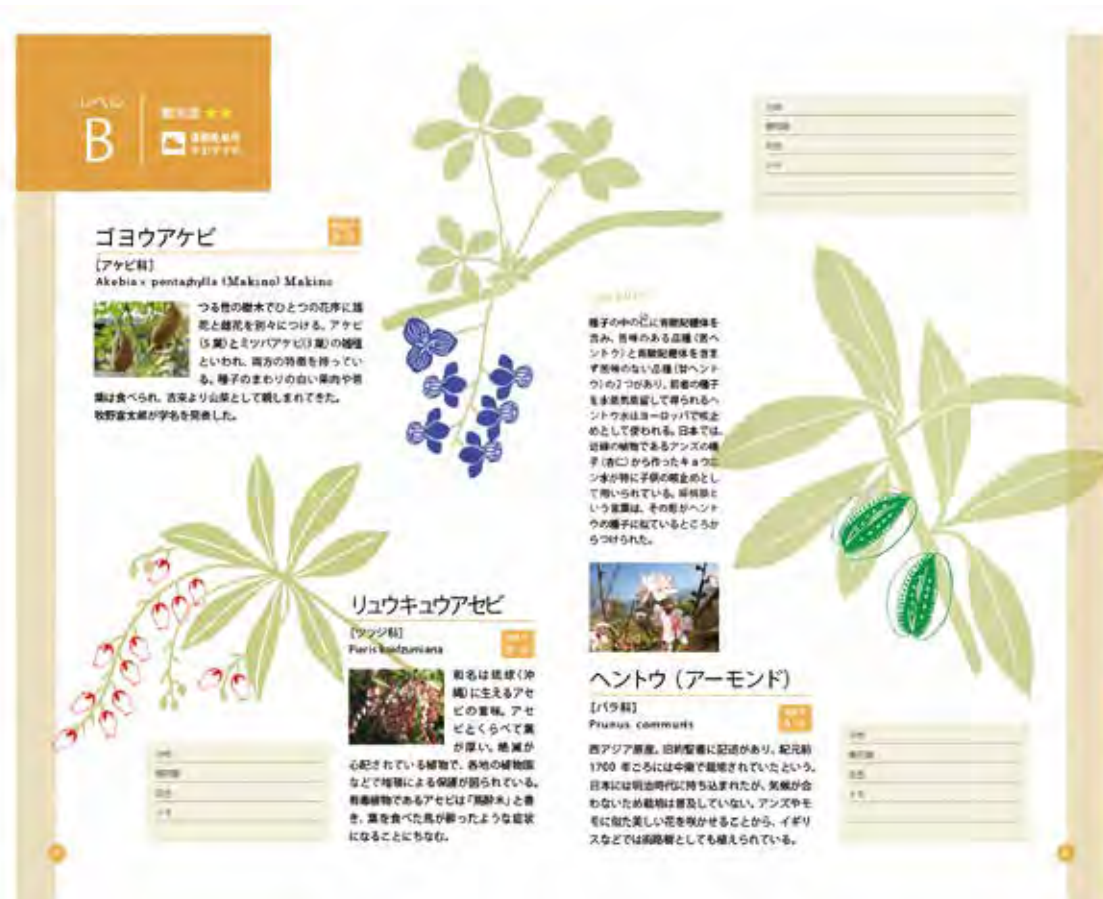 レベル
B
難易度 ★★
ゴヨウアケビ
[アケビ科]
Akebia x pentaphylla (Makino) Makino
つる性の樹木でひとつの花序に雄
花と雌花を別々につける。アケビ
(5葉)とミツバアケビ(3葉)の雑種
といわれ、両方の特徴を持ってい
る。種子のまわりの白い果肉や若
葉は食べられ、古来より山菜として親しまれてきた。
牧野富太郎が学名を発表した。
リュウキュウアセビ
[ツツジ科]
Pieris koidzumiana
和名は琉球(沖
縄)に生えるアセ
ビの意味。アセ
ビとくらべて葉
が厚い。絶滅が
心配されている植物で、各地の植物園
などで増殖による保護が図られている。
有毒植物であるアセビは「馬酔木」と書
き、葉を食べた馬が酔ったような症状
になることにちなむ。
種子の中の仁に青酸配糖体を
含み、苦味のある品種(苦ヘ
ントウ)と青酸配糖体を含ま
ず苦味のない品種(甘ヘント
ウ)の2つがあり、前者の種子
を水蒸気蒸留して得られるヘ
ントウ水はヨーロッパで咳止
めとして使われる。日本では、
近縁の植物であるアンズの種
子(杏仁)から作ったキョウニ
ン水が特に子供の咳止めとし
て用いられている。扁桃腺と
いう言葉は、その形がヘント
ウの種子に似ているところか
らつけられた。
ヘントウ(アーモンド)
[バラ科]
Prunus communis
西アジア原産。旧約聖書に記述があり、紀元前
1700 年ごろには中東で栽培されていたという。
日本には明治時代に持ち込まれたが、気候が合
わないため栽培は普及していない。アンズやモ
モに似た美しい花を咲かせることから、イギリ
スなどでは街路樹としても植えられている。